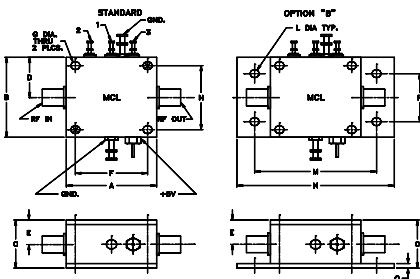 STANDARD
OPTION "B"
G DIA.
THRU
2 PLCS.
2
1
GND.
3
L DIA TYP.
D
B
H
P
MCL
MCL
RF IN
RF OUT
F
A
GND.
+5V
M
N
E
C
E